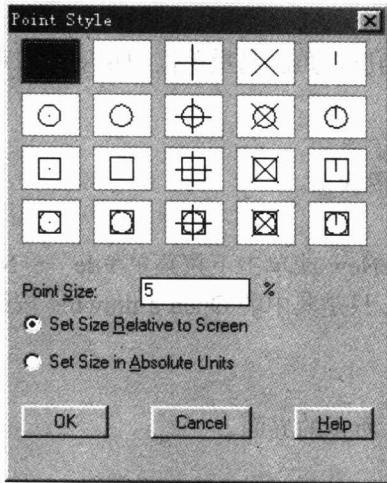 Point Style
Point Size: 5 %
Set Size Relative to Screen
Set Size in Absolute Units
OK Cancel Help